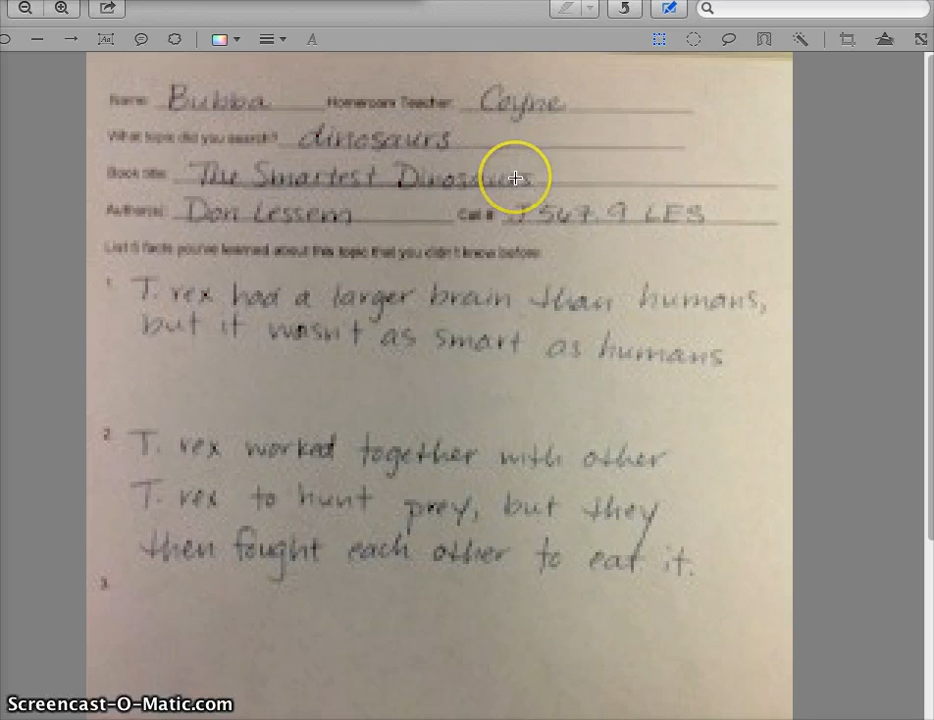 Name: Bubba Homeroom Teacher: Coyne
What topic did you search? dinosaurs
Book title: The Smartest Dinosaurs
Author(s): Don Lessem Call #: J 567.9 LES
List 5 facts you've learned about this topic that you didn't know before:
1. T. rex had a larger brain than humans,
but it wasn't as smart as humans
2. T. rex worked together with other
T. rex to hunt prey, but they
then fought each other to eat it.
3.
Screencast-O-Matic.com